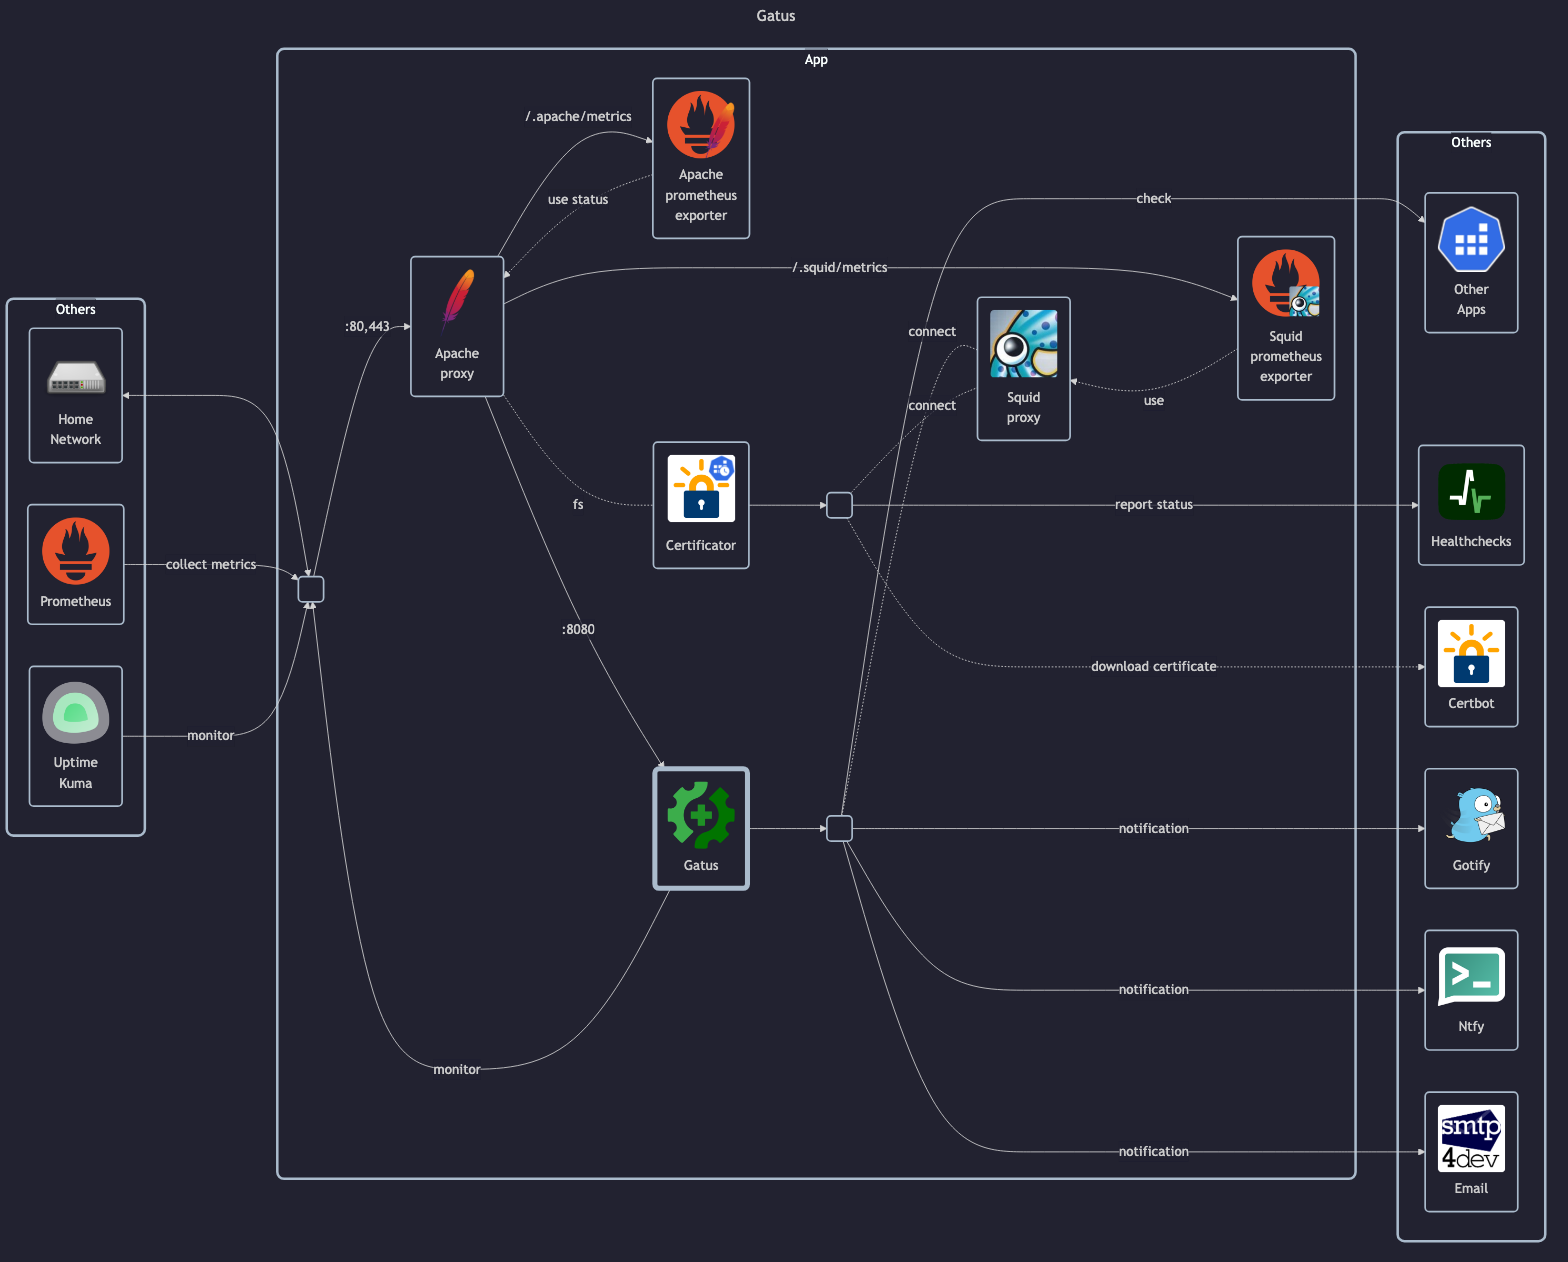 Gatus
App
/.apache/metrics
Apache
prometheus
exporter
use status
Others
check
Other
Apps
/.squid/metrics
Squid
prometheus
exporter
use
Others
:80,443
Apache
proxy
connect
connect
Squid
proxy
Home
Network
fs
Certificator
report status
Healthchecks
collect metrics
Prometheus
:8080
download certificate
Certbot
monitor
Uptime
Kuma
Gatus
notification
Gotify
notification
>_
Ntfy
monitor
notification
smtp
4dev
Email